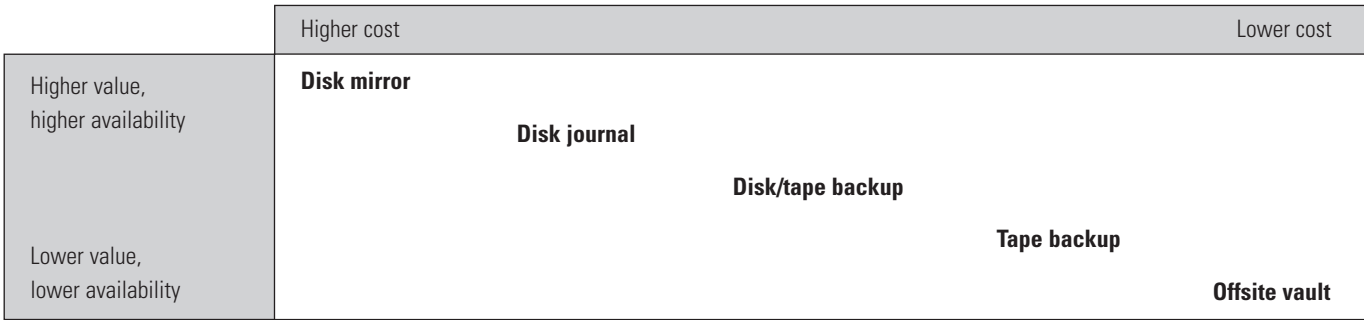 Higher cost
Lower cost
Higher value,
higher availability
Disk mirror
Disk journal
Disk/tape backup
Tape backup
Lower value,
lower availability
Offsite vault